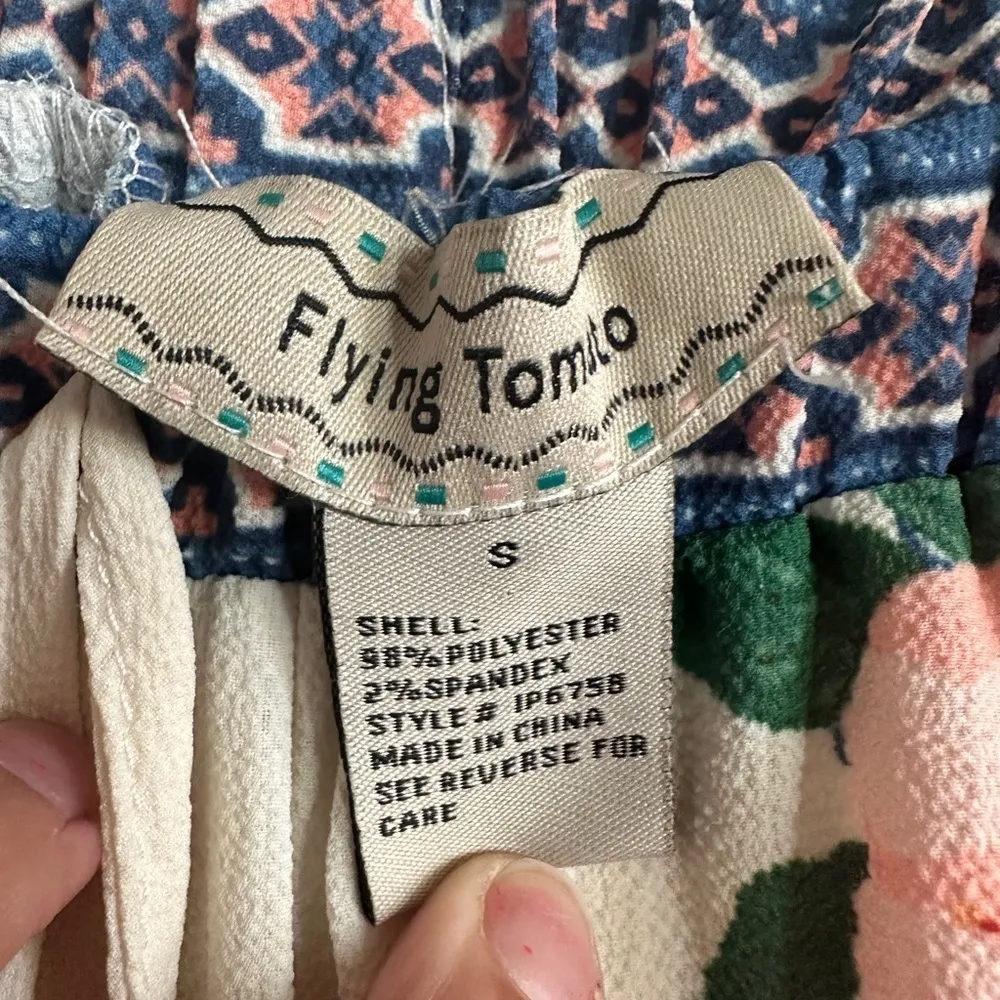 Flying Tomato
S
SHELL:
98%POLYESTER
2%SPANDEX
STYLE# IP6758
MADE IN CHINA
SEE REVERSE FOR
CARE